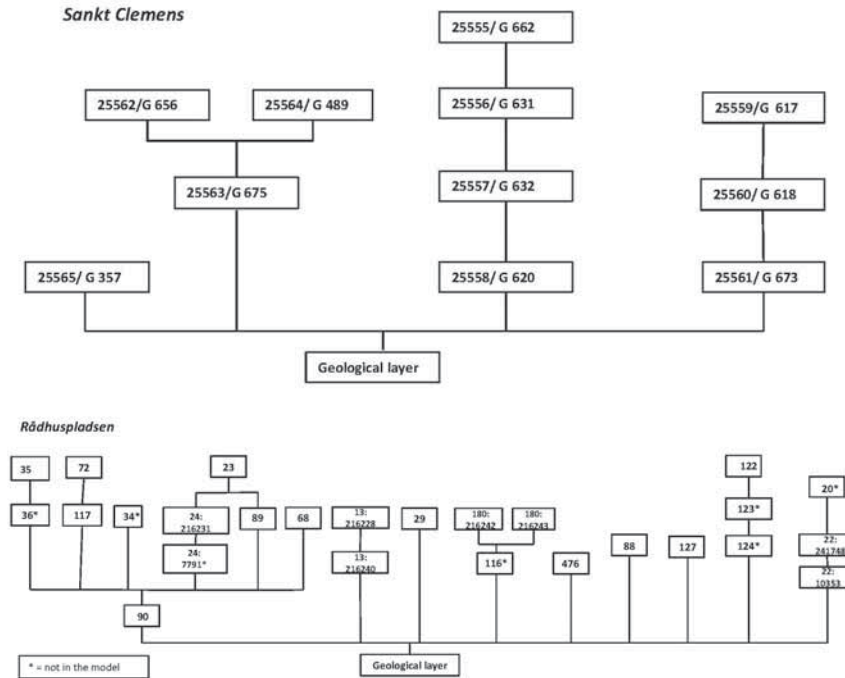 Sankt Clemens
25555/ G 662
25562/G 656
25564/ G 489
25556/ G 631
25559/ G 617
25563/G 675
25557/ G 632
25560/ G 618
25565/ G 357
25558/ G 620
25561/ G 673
Geological layer
Rådhuspladsen
35
72
23
122
20*
36*
117
34*
24:
216231
89
68
13:
216228
29
180:
216242
180:
216243
123*
24:
7791*
13:
216240
116*
476
88
127
124*
22:
241748
22:
10353
90
* = not in the model
Geological layer